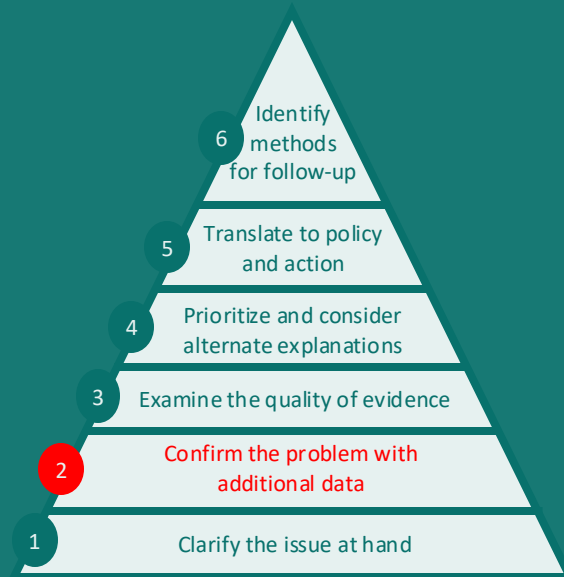 6
Identify
methods
for follow-up
5
Translate to policy
and action
4
Prioritize and consider
alternate explanations
3
Examine the quality of evidence
2
Confirm the problem with
additional data
1
Clarify the issue at hand